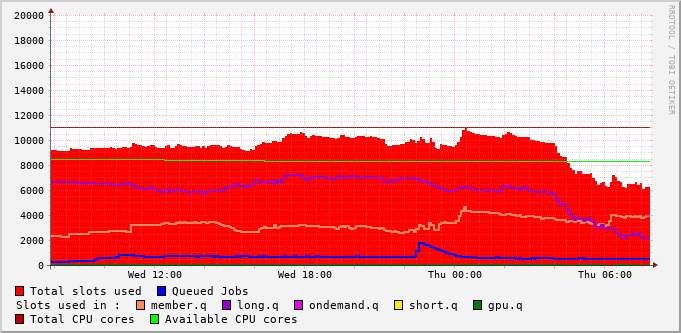 20000
18000
16000
14000
12000
10000
8000
6000
4000
2000
0
Wed 12:00 Wed 18:00 Thu 00:00 Thu 06:00
Total slots used Queued Jobs
Slots used in : member.q long.q ondemand.q short.q gpu.q
Total CPU cores Available CPU cores
RRDTOOL / TOBI OETIKER